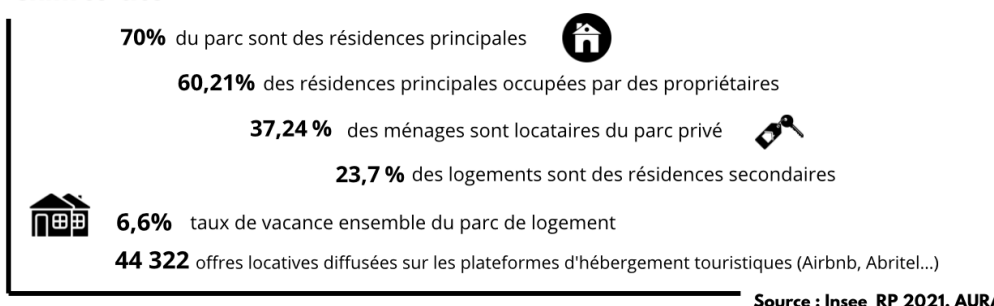 70% du parc sont des résidences principales
60,21% des résidences principales occupées par des propriétaires
37,24 % des ménages sont locataires du parc privé
23,7 % des logements sont des résidences secondaires
6,6% taux de vacance ensemble du parc de logement
44 322 offres locatives diffusées sur les plateformes d'hébergement touristiques (Airbnb, Abritel...)
Source : Insee RP 2021, AURA